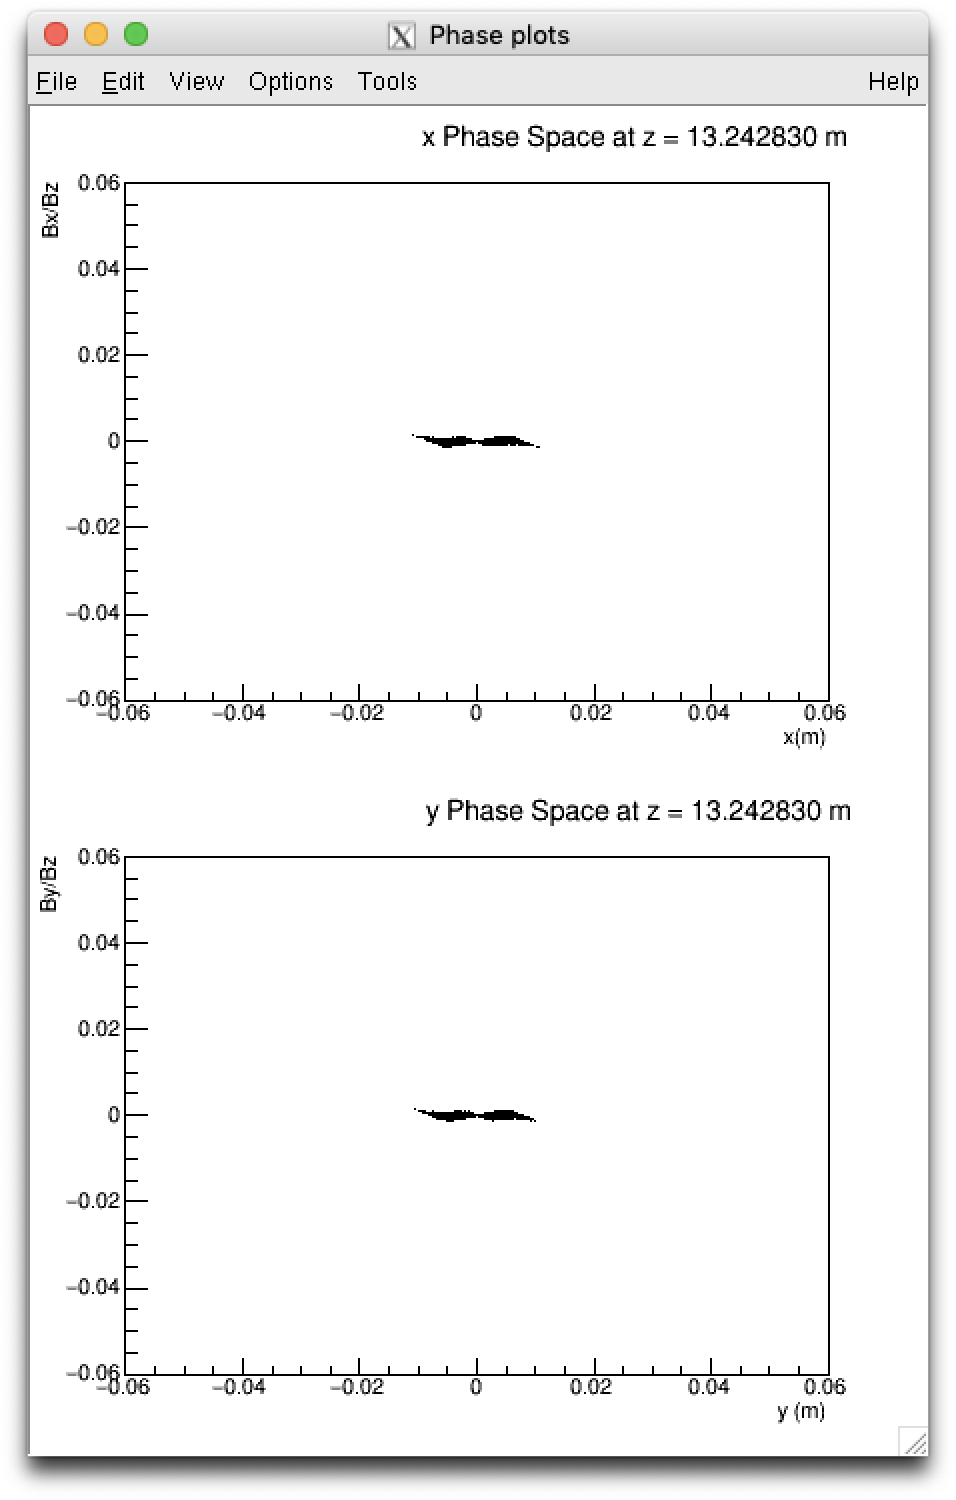 Phase plots
File Edit View Options Tools Help
x Phase Space at z = 13.242830 m
Bx/Bz
0.06
0.04
0.02
0
−0.02
−0.04
−0.06
−0.06 −0.04 −0.02 0 0.02 0.04 0.06
x(m)
y Phase Space at z = 13.242830 m
By/Bz
0.06
0.04
0.02
0
−0.02
−0.04
−0.06
−0.06 −0.04 −0.02 0 0.02 0.04 0.06
y (m)